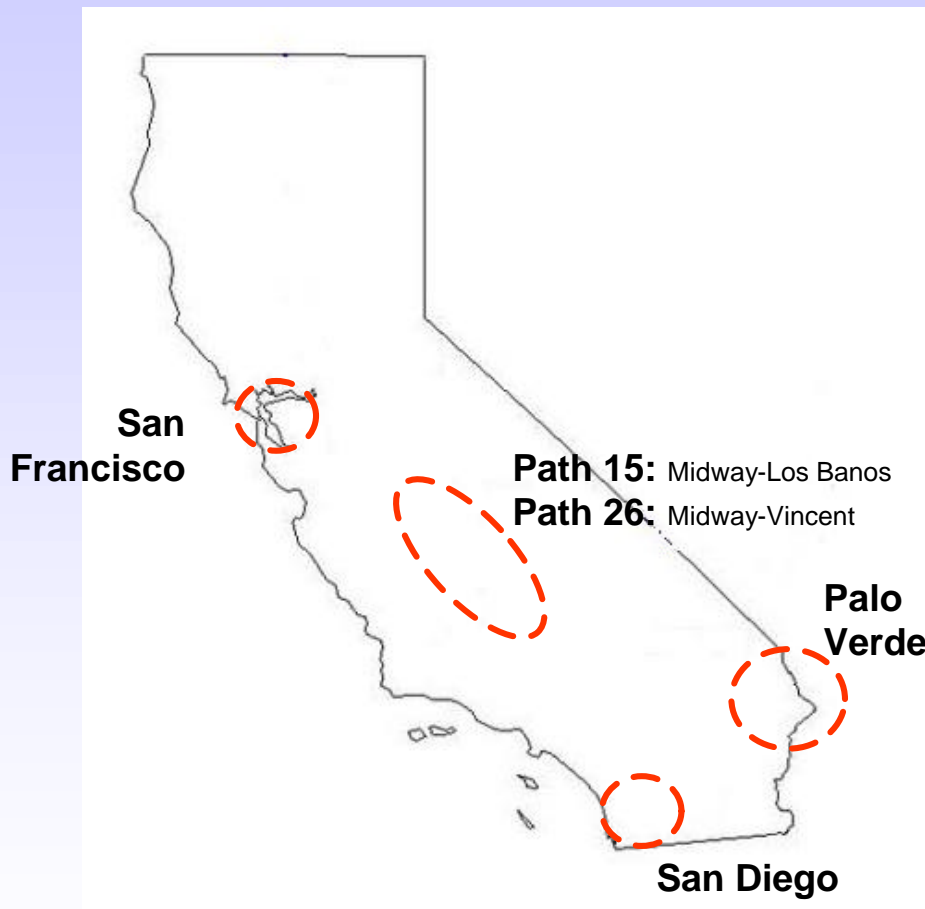 San
Francisco
Path 15: Midway-Los Banos
Path 26: Midway-Vincent
Palo
Verde
San Diego